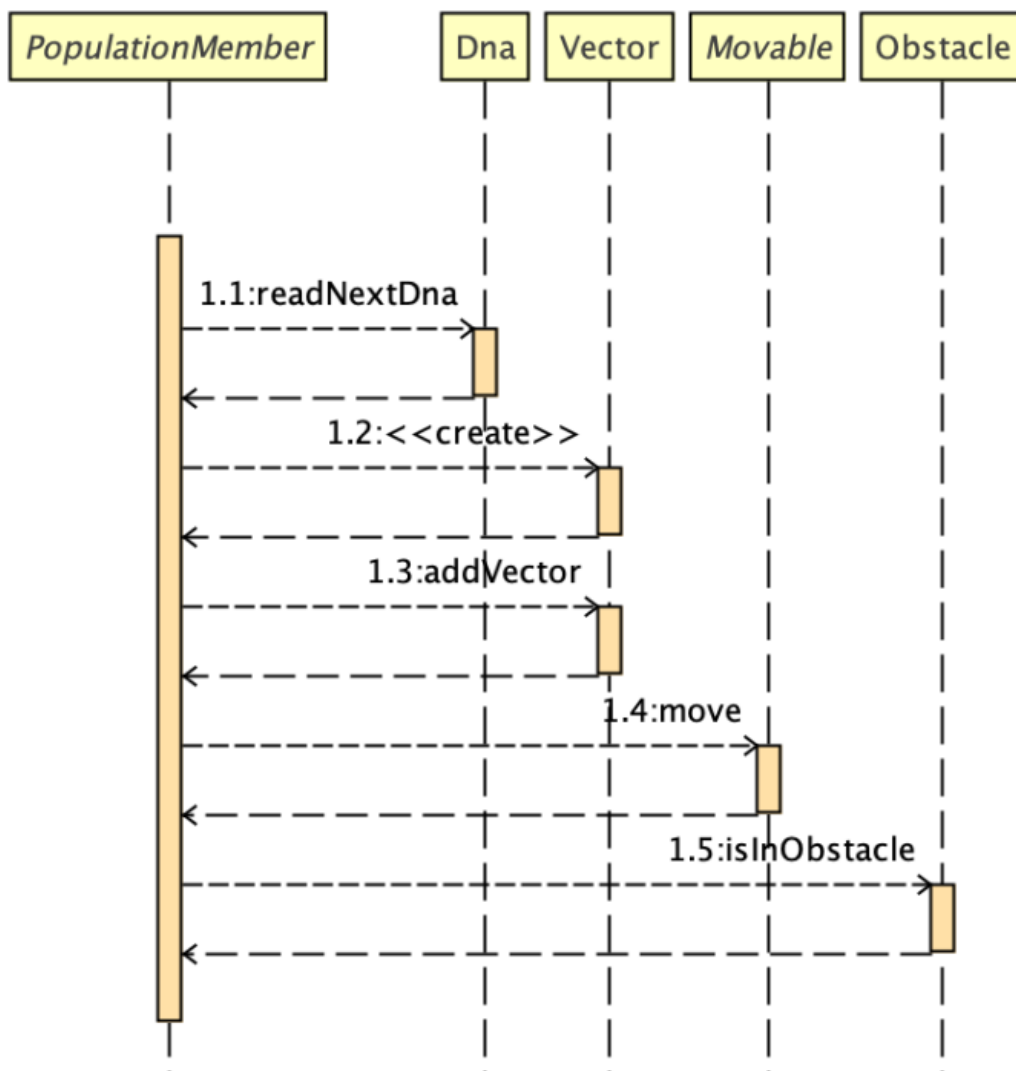 PopulationMember
Dna
Vector
Movable
Obstacle
1.1:readNextDna
1.2:<<create>>
1.3:addVector
1.4:move
1.5:isInObstacle